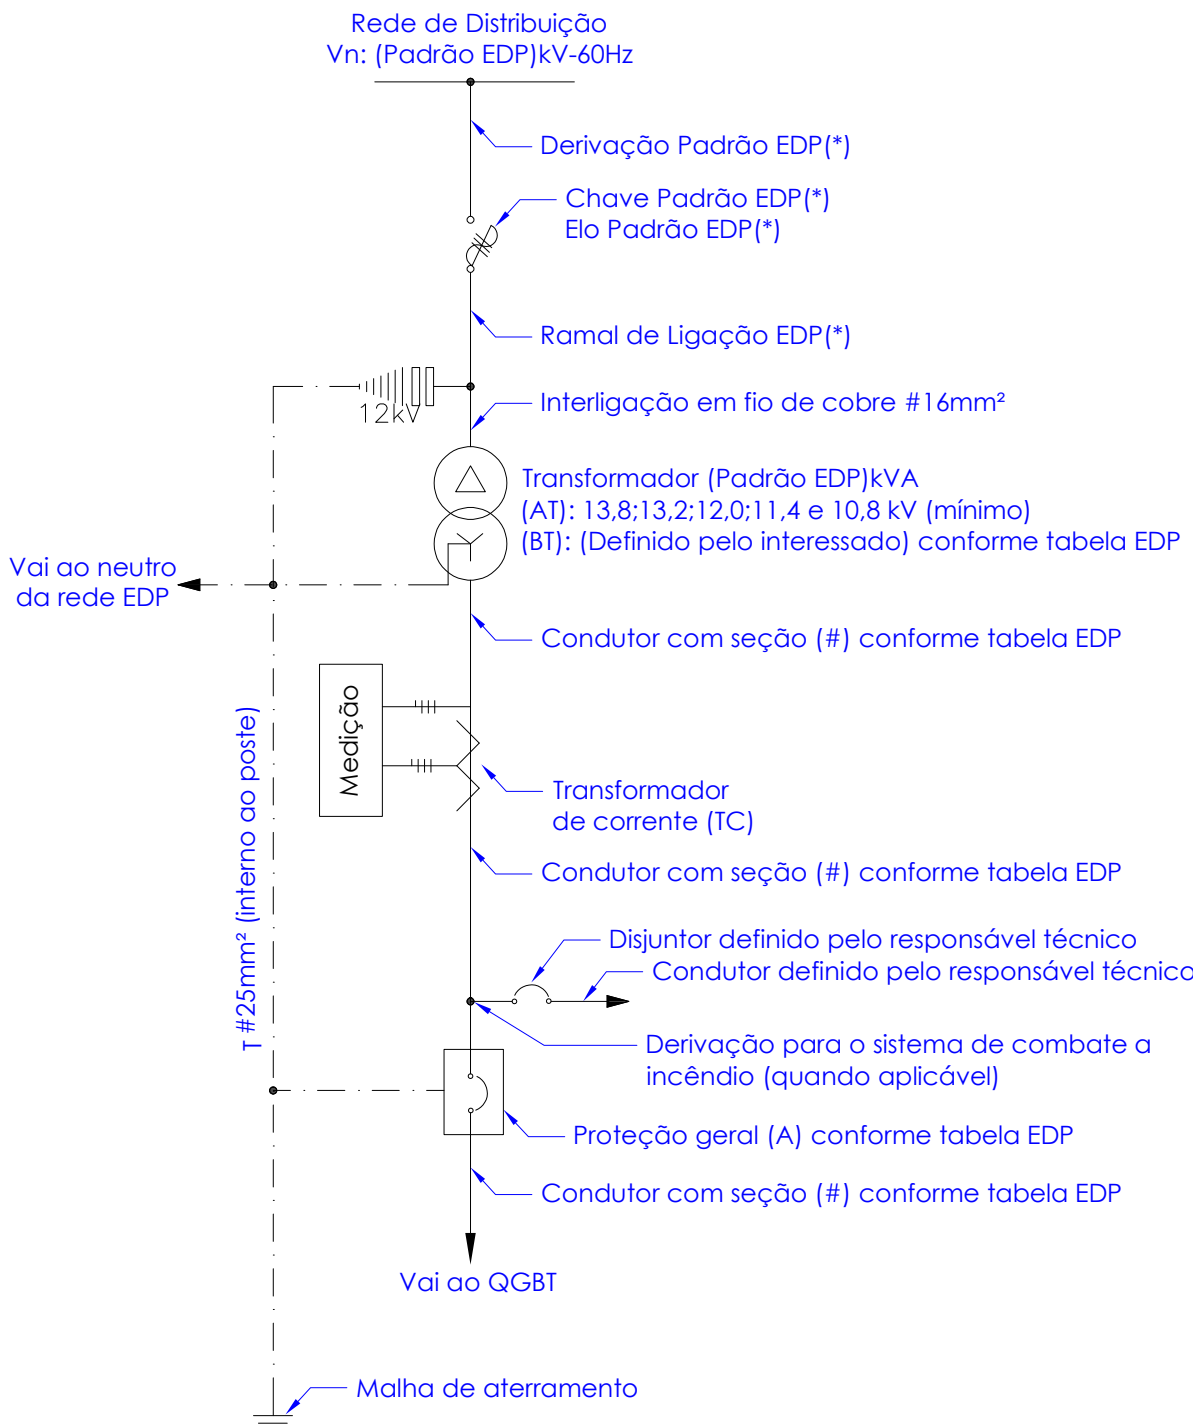 Rede de Distribuição
Vn: (Padrão EDP)kV-60Hz
Derivação Padrão EDP(*)
Chave Padrão EDP(*)
Elo Padrão EDP(*)
Ramal de Ligação EDP(*)
12kV
Interligação em fio de cobre #16mm²
Transformador (Padrão EDP)kVA
(AT): 13,8;13,2;12,0;11,4 e 10,8 kV (mínimo)
(BT): (Definido pelo interessado) conforme tabela EDP
Vai ao neutro
da rede EDP
Condutor com seção (#) conforme tabela EDP
Medição
Transformador
de corrente (TC)
T #25mm² (interno ao poste)
Condutor com seção (#) conforme tabela EDP
Disjuntor definido pelo responsável técnico
Condutor definido pelo responsável técnico
Derivação para o sistema de combate a
incêndio (quando aplicável)
Proteção geral (A) conforme tabela EDP
Condutor com seção (#) conforme tabela EDP
Vai ao QGBT
Malha de aterramento